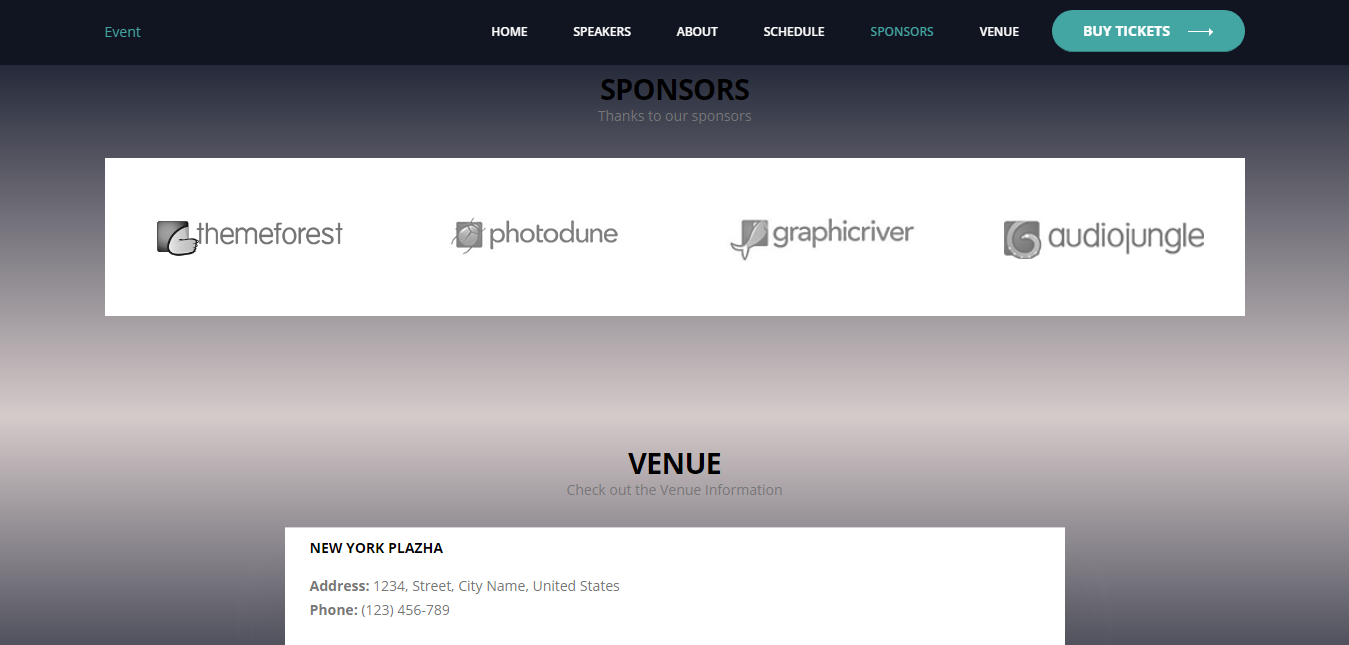 Event
HOME
SPEAKERS
ABOUT
SCHEDULE
SPONSORS
VENUE
BUY TICKETS
SPONSORS
Thanks to our sponsors
themeforest
photodune
graphicriver
audiojungle
VENUE
Check out the Venue Information
NEW YORK PLAZHA
Address: 1234, Street, City Name, United States
Phone: (123) 456-789